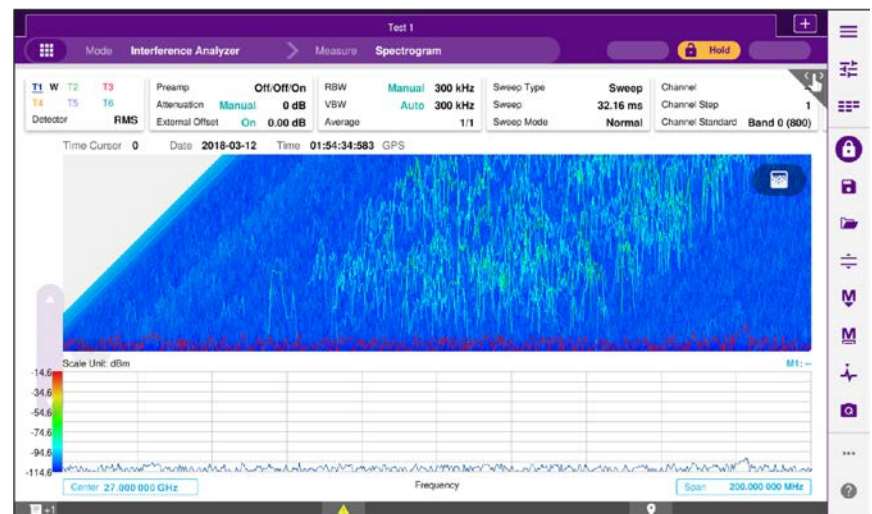 Test 1
Mode Interference Analyzer Measure Spectrogram Hold
T1 W T2 T3 Preamp Off/Off/On RBW Manual 300 kHz Sweep Type Sweep Channel
T4 T5 T6 Attenuation Manual 0 dB VBW Auto 300 kHz Sweep 32.16 ms Channel Step 1
Detector RMS External Offset On 0.00 dB Average 1/1 Sweep Mode Normal Channel Standard Band 0 (800)
Time Cursor 0 Date 2018-03-12 Time 01:54:34:583 GPS
Scale Unit: dBm M1: --
-14.6
-34.6
-54.6
-74.6
-94.6
-114.6
Center 27.000 000 GHz Frequency Span 200.000 000 MHz
+1